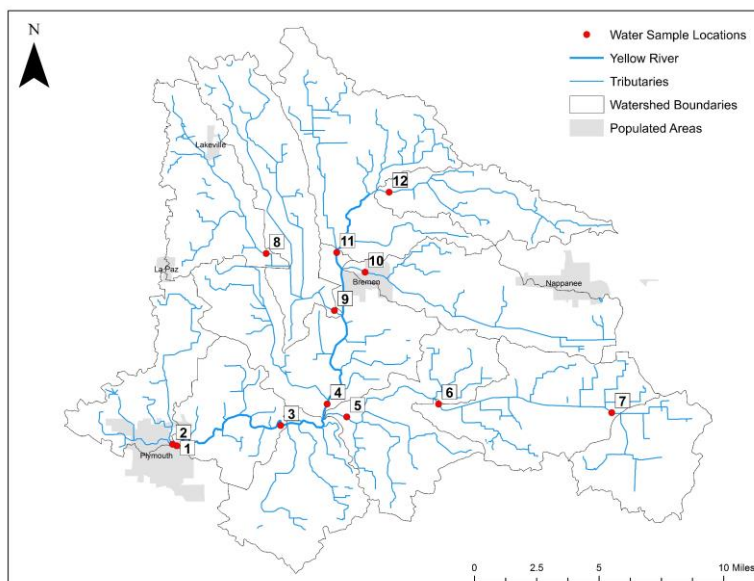 N
Water Sample Locations
Yellow River
Tributaries
Watershed Boundaries
Populated Areas
Lakeville
12
8
11
La Paz
10
Bremen
Nappanee
9
4
6
5
7
3
2
1
Plymouth
0 2.5 5 10 Miles